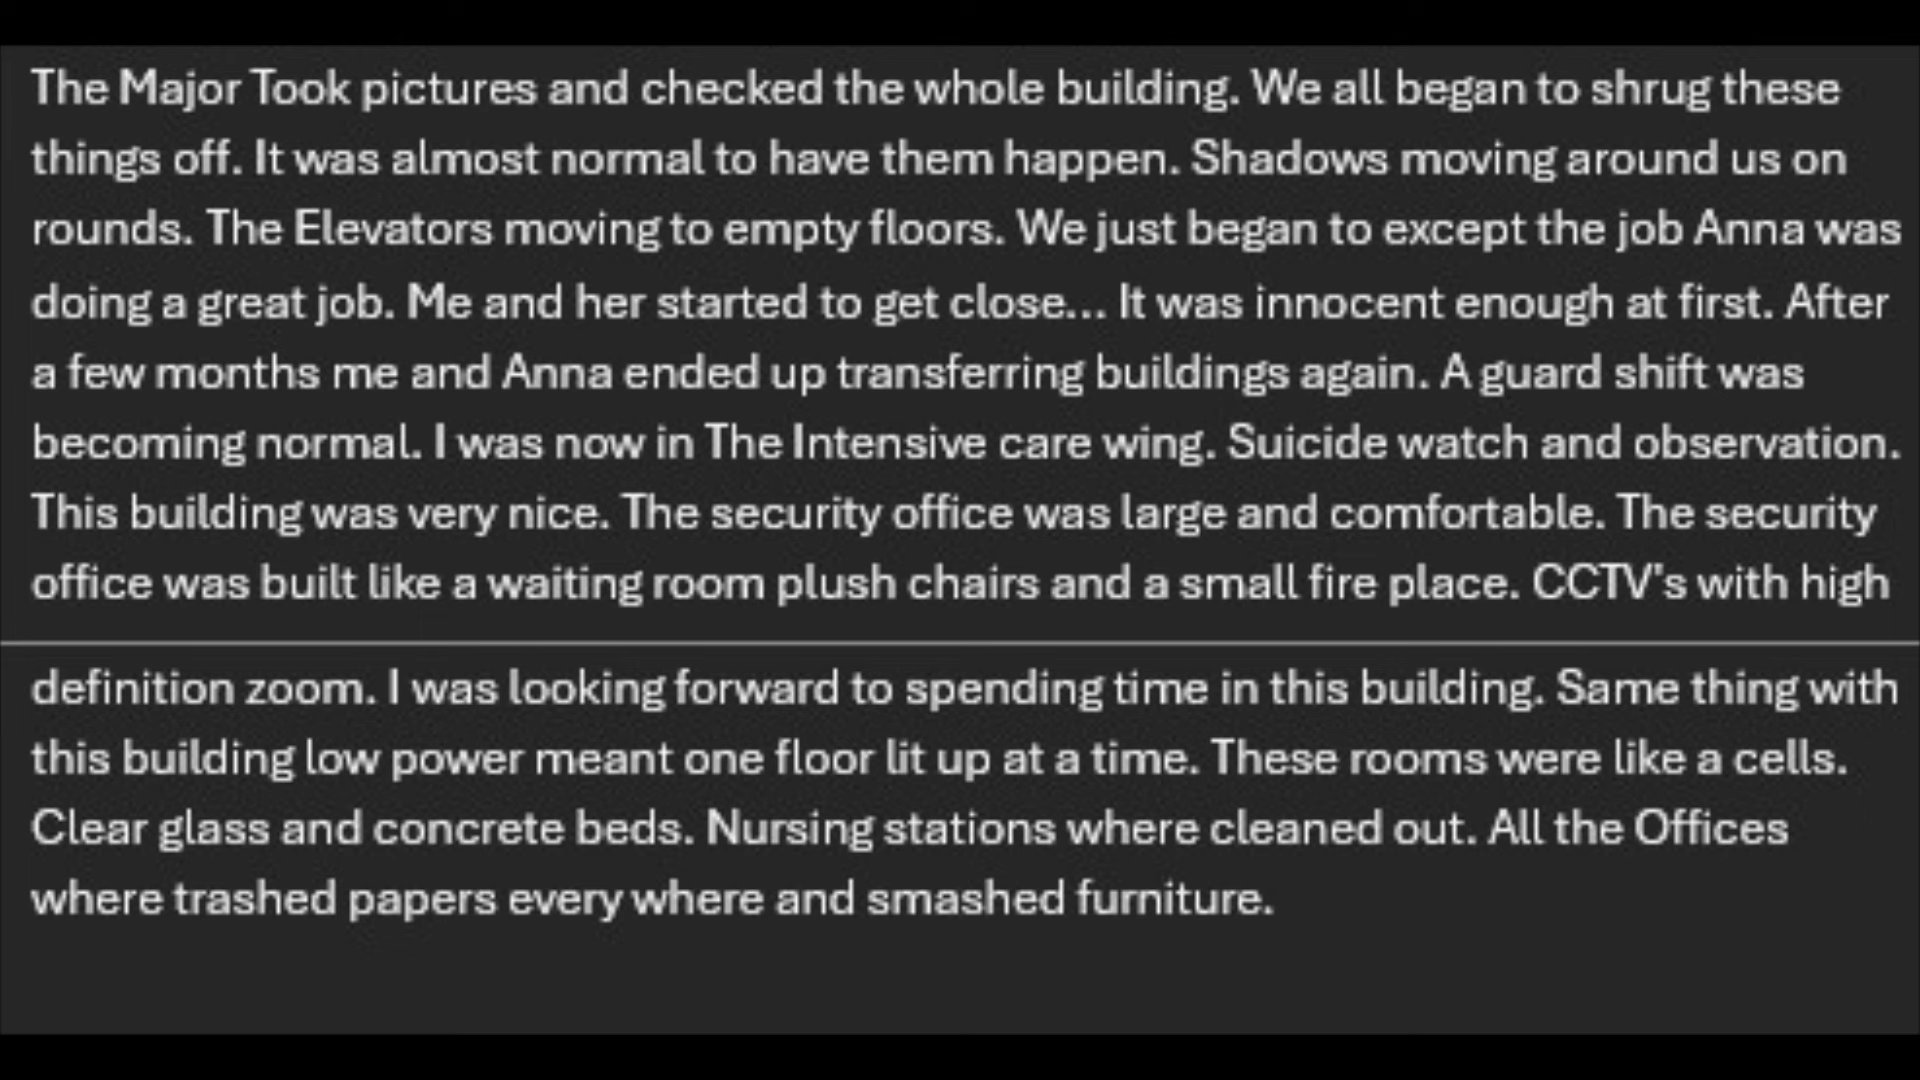 The Major Took pictures and checked the whole building. We all began to shrug these
things off. It was almost normal to have them happen. Shadows moving around us on
rounds. The Elevators moving to empty floors. We just began to except the job Anna was
doing a great job. Me and her started to get close... It was innocent enough at first. After
a few months me and Anna ended up transferring buildings again. A guard shift was
becoming normal. I was now in The Intensive care wing. Suicide watch and observation.
This building was very nice. The security office was large and comfortable. The security
office was built like a waiting room plush chairs and a small fire place. CCTV's with high
definition zoom. I was looking forward to spending time in this building. Same thing with
this building low power meant one floor lit up at a time. These rooms were like a cells.
Clear glass and concrete beds. Nursing stations where cleaned out. All the Offices
where trashed papers every where and smashed furniture.